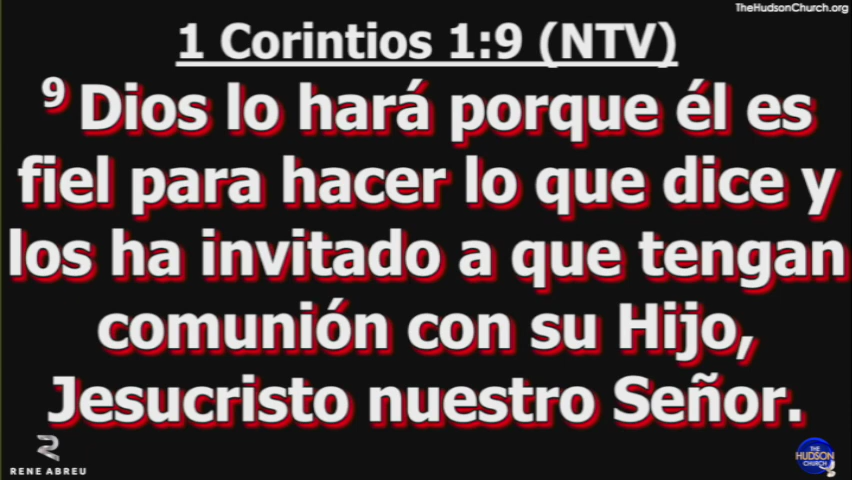 TheHudsonChurch.org
1 Corintios 1:9 (NTV)
9 Dios lo hará porque él es
fiel para hacer lo que dice y
los ha invitado a que tengan
comunión con su Hijo,
Jesucristo nuestro Señor.
RENE ABREU
THE
HUDSON
CHURCH